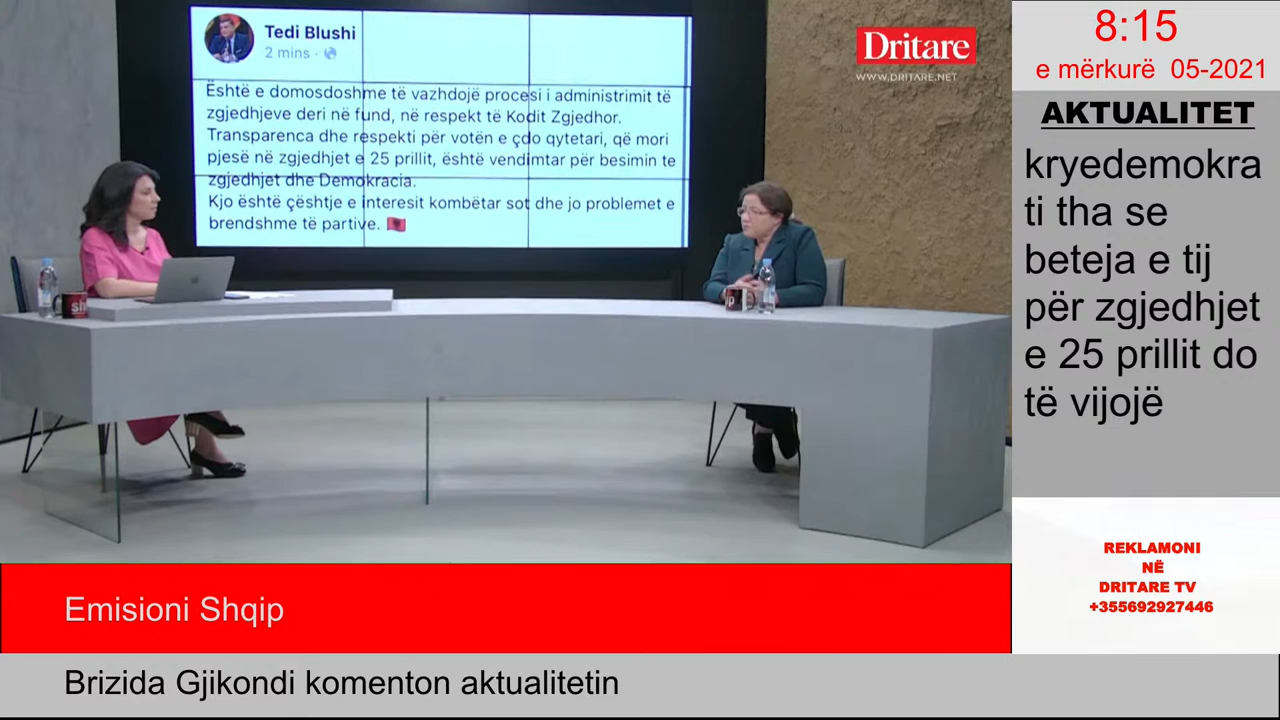 Tedi Blushi
2 mins ·
Është e domosdoshme të vazhdojë procesi i administrimit të
zgjedhjeve deri në fund, në respekt të Kodit Zgjedhor.
Transparenca dhe respekti për votën e çdo qytetari, që mori
pjesë në zgjedhjet e 25 prillit, është vendimtar për besimin te
zgjedhjet dhe Demokracia.
Kjo është çështje e interesit kombëtar sot dhe jo problemet e
brendshme të partive.
Dritare
WWW.DRITARE.NET
8:15
e mërkurë 05-2021
AKTUALITET
kryedemokra
ti tha se
beteja e tij
për zgjedhjet
e 25 prillit do
të vijojë
REKLAMONI
NË
DRITARE TV
+355692927446
Emisioni Shqip
Brizida Gjikondi komenton aktualitetin